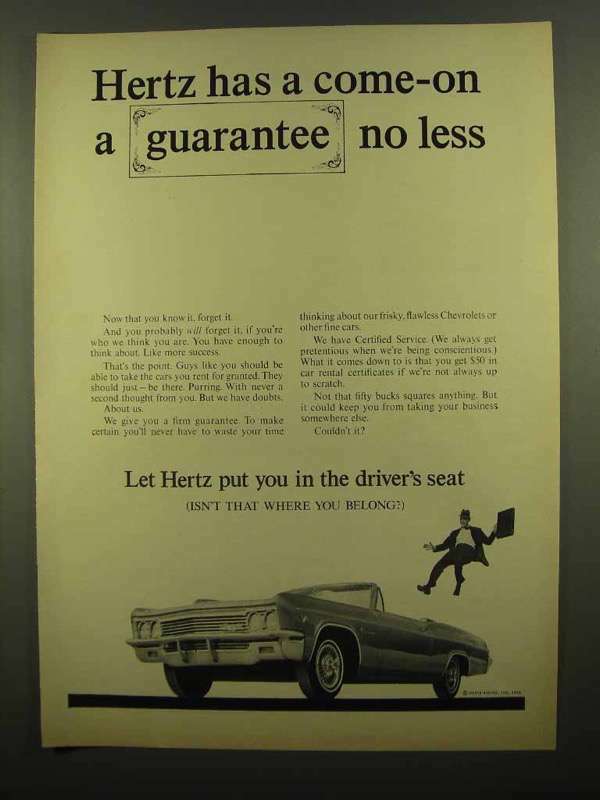 Hertz has a come-on
a guarantee no less
Now that you know it, forget it.
And you probably will forget it, if you're
who we think you are. You have enough to
think about. Like more success.
That's the point. Guys like you should be
able to take the cars you rent for granted. They
should just—be there. Purring. With never a
second thought from you. But we have doubts.
About us.
We give you a firm guarantee. To make
certain you'll never have to waste your time
thinking about our frisky, flawless Chevrolets or
other fine cars.
We have Certified Service. (We always get
pretentious when we're being conscientious.)
What it comes down to is that you get $50 in
car rental certificates if we're not always up
to scratch.
Not that fifty bucks squares anything. But
it could keep you from taking your business
somewhere else.
Couldn't it?
Let Hertz put you in the driver's seat
(ISN'T THAT WHERE YOU BELONG?)
© HERTZ SYSTEM, INC., 1966